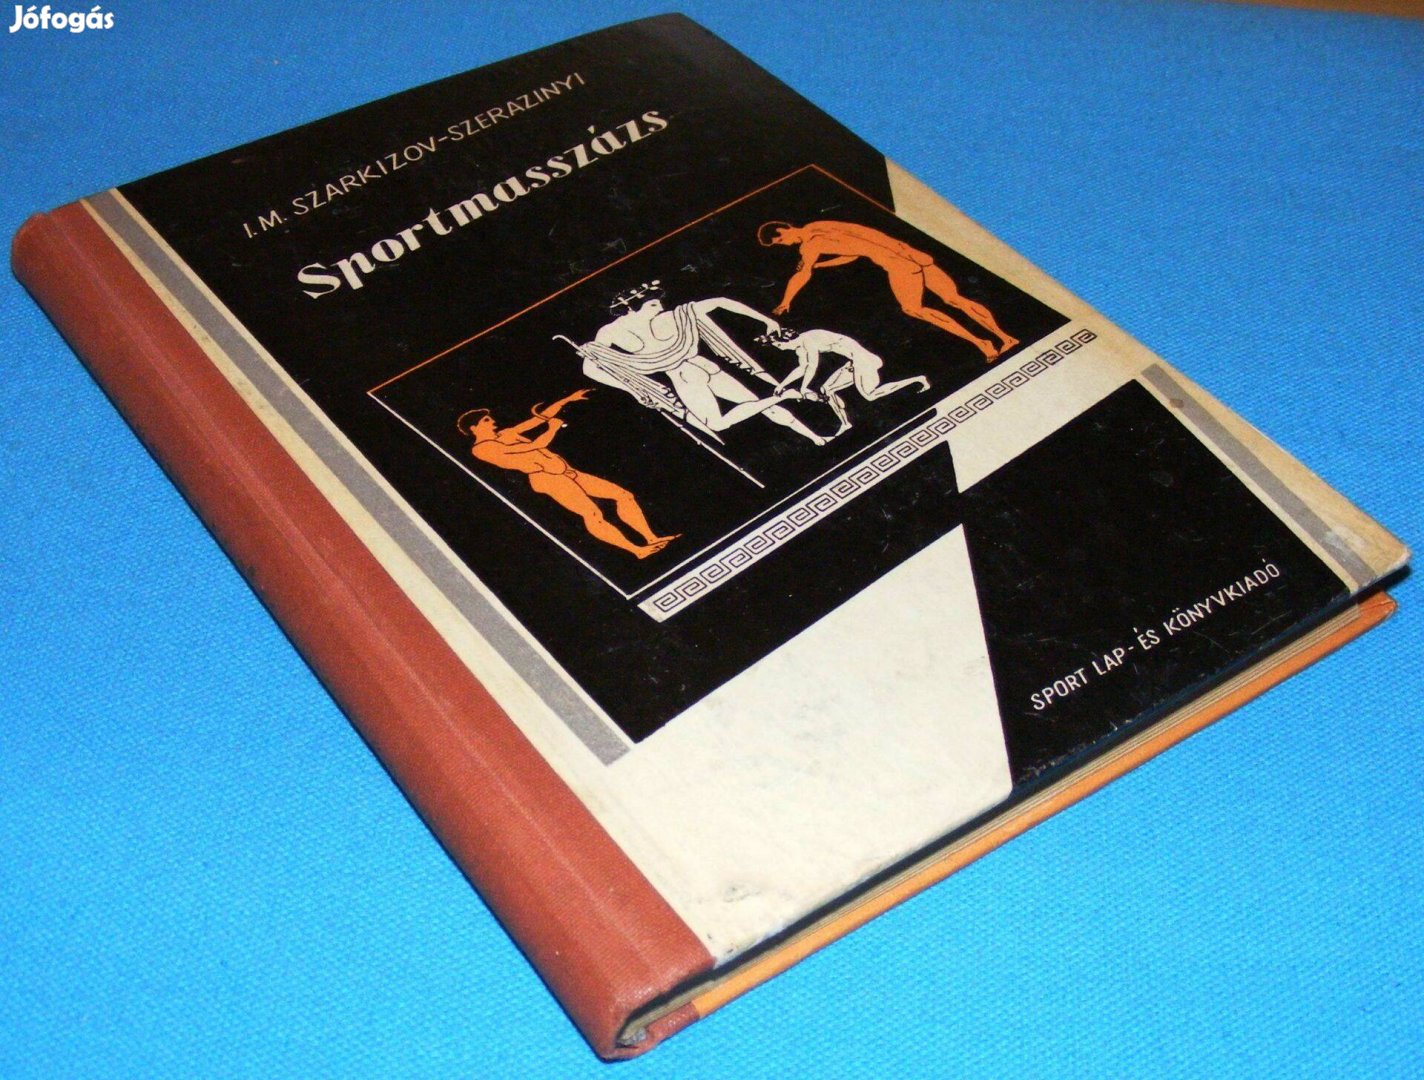 Jófogás
I. M. SZARKIZOV-SZERAZINYI
Sportmasszázs
SPORT LAP- ÉS KÖNYVKIADÓ